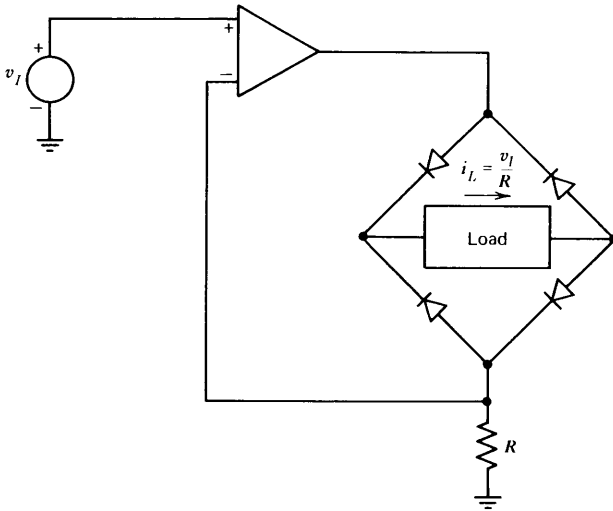 +
+
v_I
−
−
i_L = v_I/R
Load
R